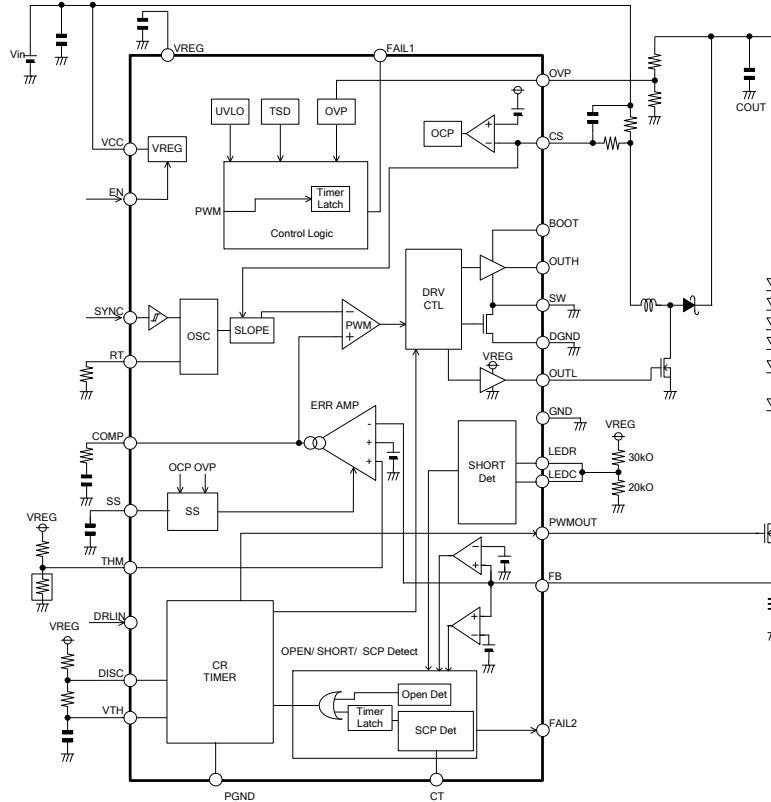 VREG
FAIL1
Vin
OVP
COUT
UVLO
TSD
OVP
OCP
+
−
CS
VCC
VREG
EN
PWM
Timer
Latch
Control Logic
BOOT
OUTH
DRV
CTL
SW
SYNC
OSC
SLOPE
−
PWM
+
DGND
RT
VREG
OUTL
ERR AMP
GND
COMP
-
+
+
SHORT
Det
VREG
LEDR
30kO
LEDC
20kO
OCP OVP
SS
SS
VREG
PWMOUT
THM
−
+
FB
DRLIN
VREG
+
−
DISC
CR
TIMER
OPEN/ SHORT/ SCP Detect
Open Det
Timer
Latch
SCP Det
VTH
FAIL2
PGND
CT